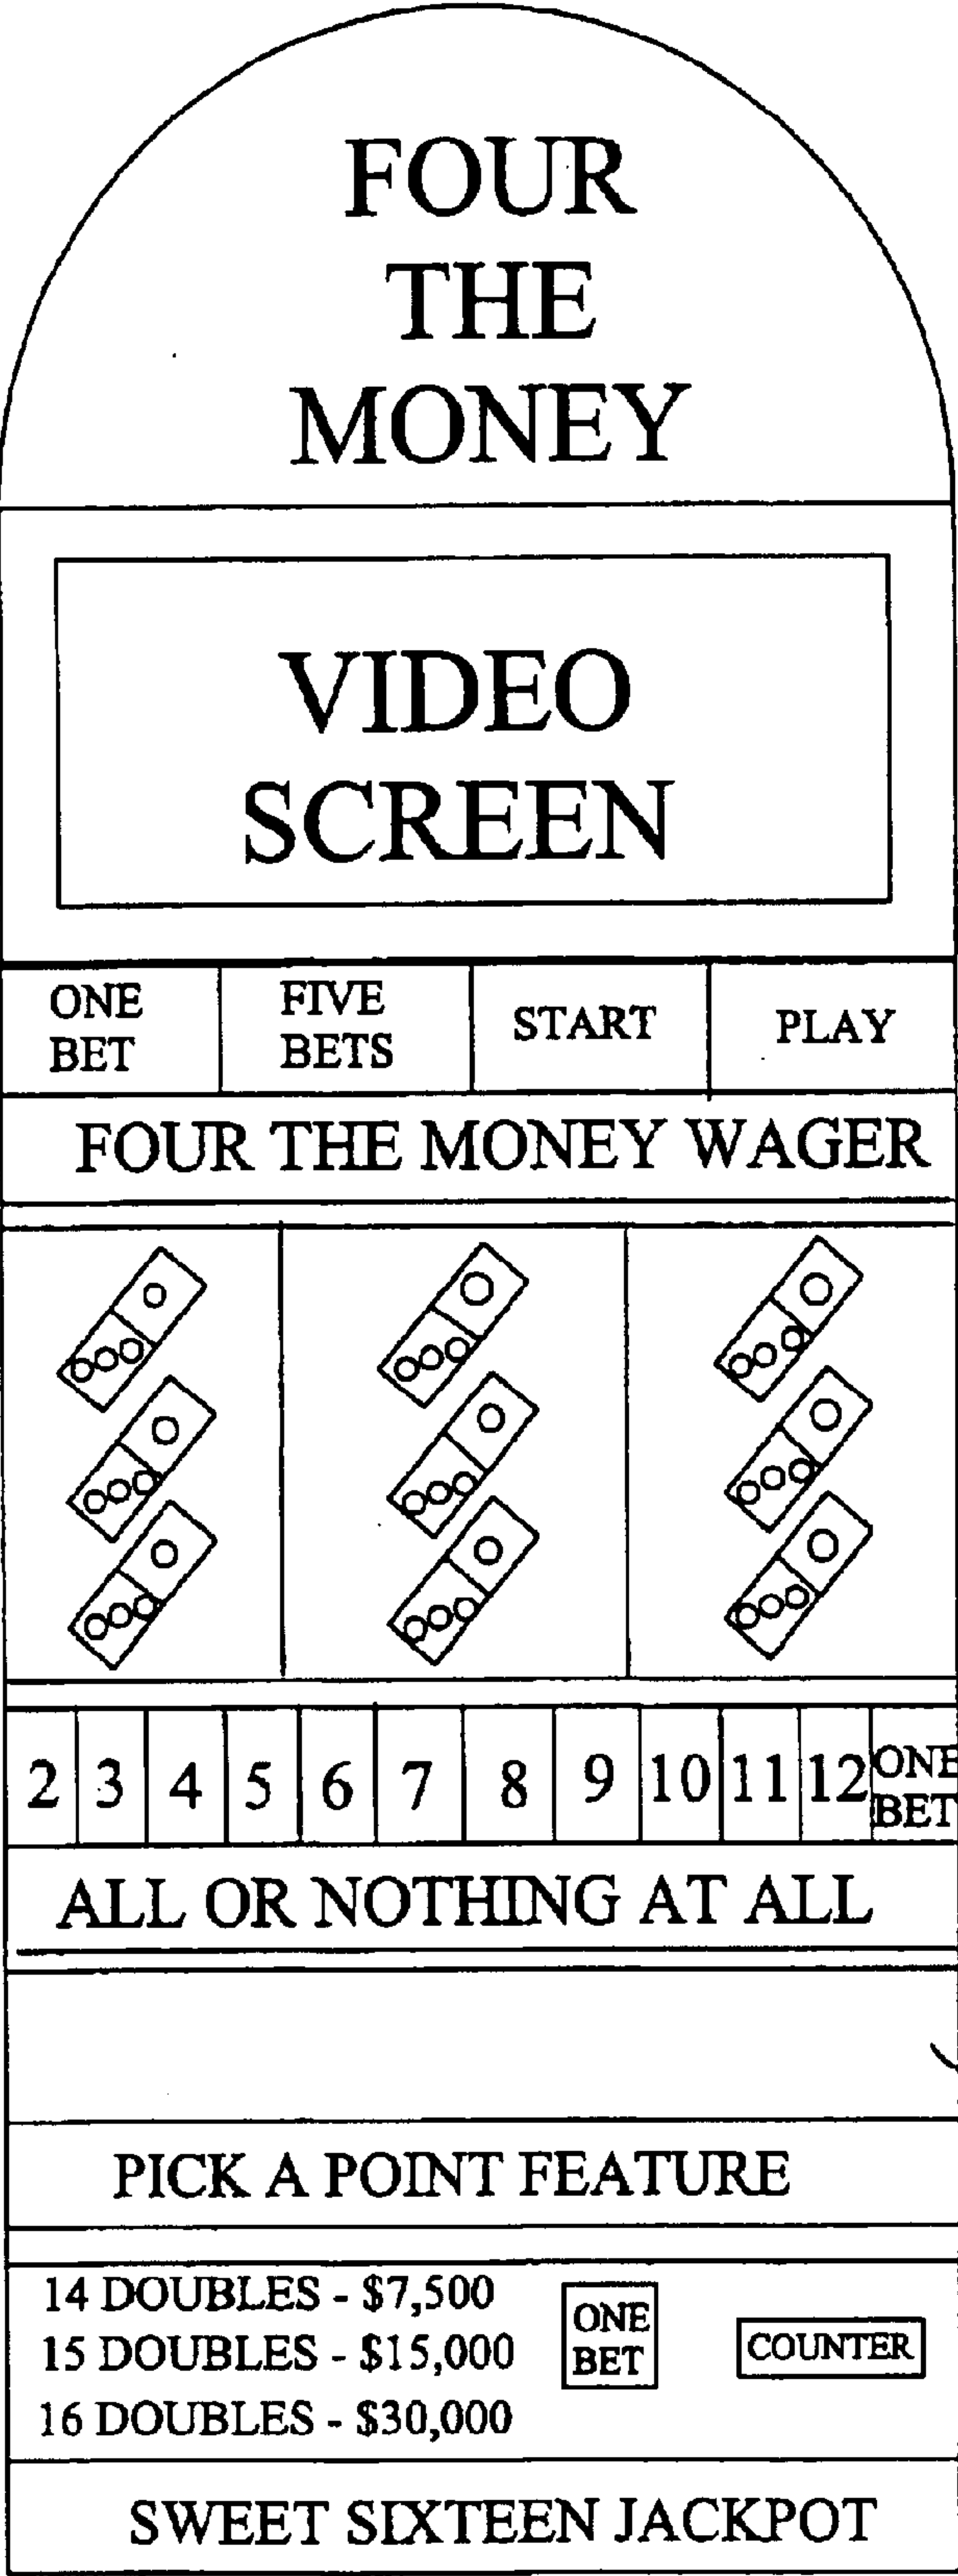 FOUR
THE
MONEY
VIDEO
SCREEN
ONE
BET
FIVE
BETS
START
PLAY
FOUR THE MONEY WAGER
2 3 4 5 6 7 8 9 10 11 12
ONE
BET
ALL OR NOTHING AT ALL
PICK A POINT FEATURE
14 DOUBLES - $7,500
15 DOUBLES - $15,000
16 DOUBLES - $30,000
ONE
BET
COUNTER
SWEET SIXTEEN JACKPOT